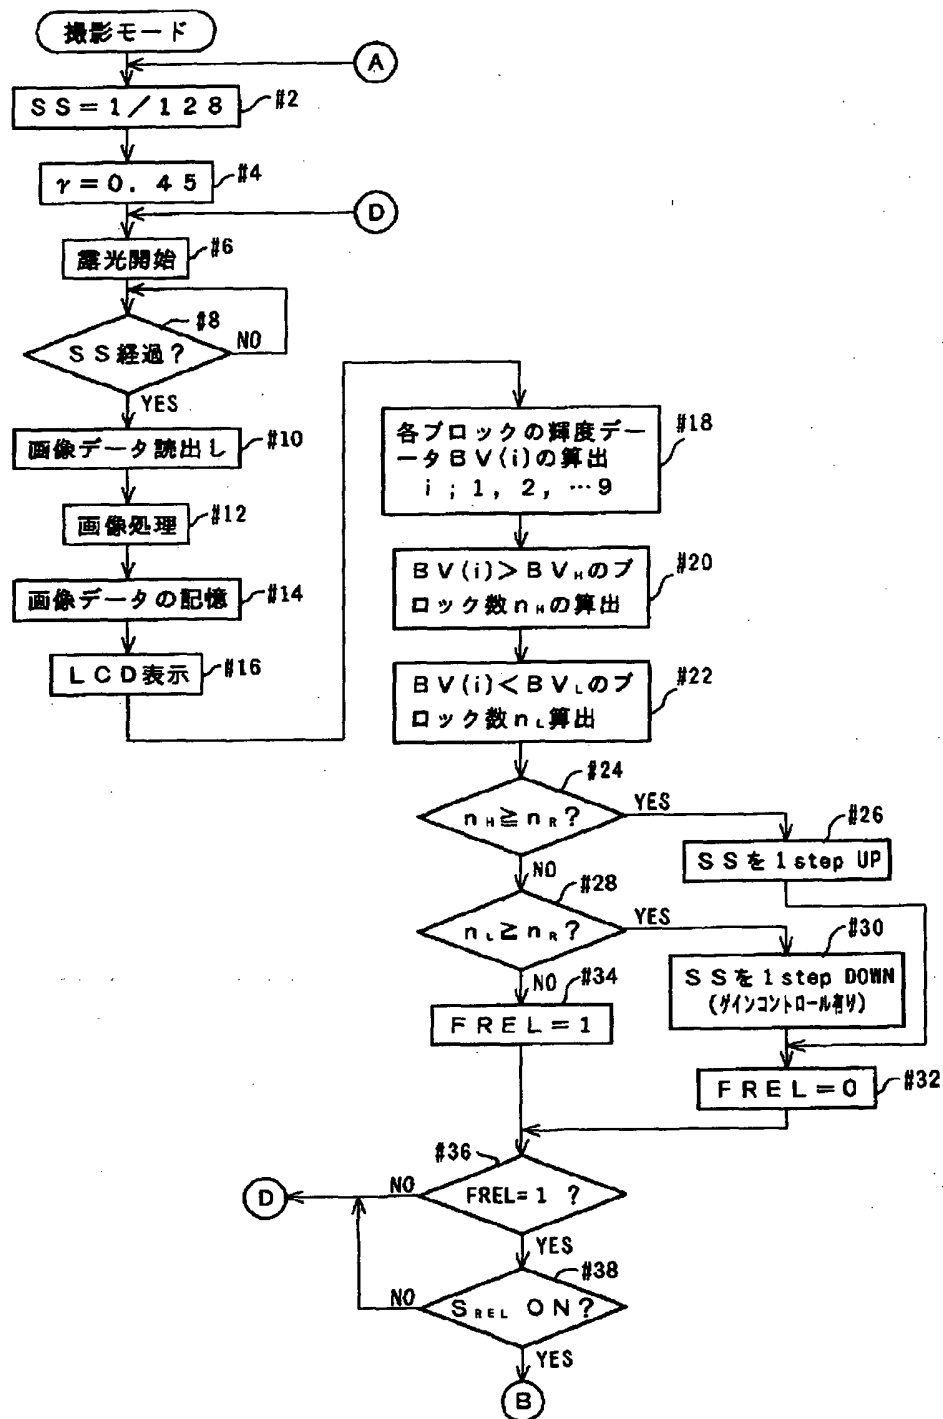 撮影モード
A
SS=1/128
#2
γ=0.45
#4
D
露光開始
#6
#8
SS経過?
NO
YES
画像データ読出し
#10
画像処理
#12
画像データの記憶
#14
LCD表示
#16
各ブロックの輝度デー
タBV(i)の算出
i;1,2,…9
#18
BV(i)>BVHのブ
ロック数nHの算出
#20
BV(i)<BVLのブ
ロック数nL算出
#22
#24
nH≧nR?
YES
NO
#26
SSを1step UP
#28
nL≧nR?
YES
NO
#30
SSを1step DOWN
(ゲインコントロール有り)
#34
FREL=1
FREL=0
#32
#36
FREL=1 ?
NO
D
YES
#38
SREL ON?
NO
YES
B